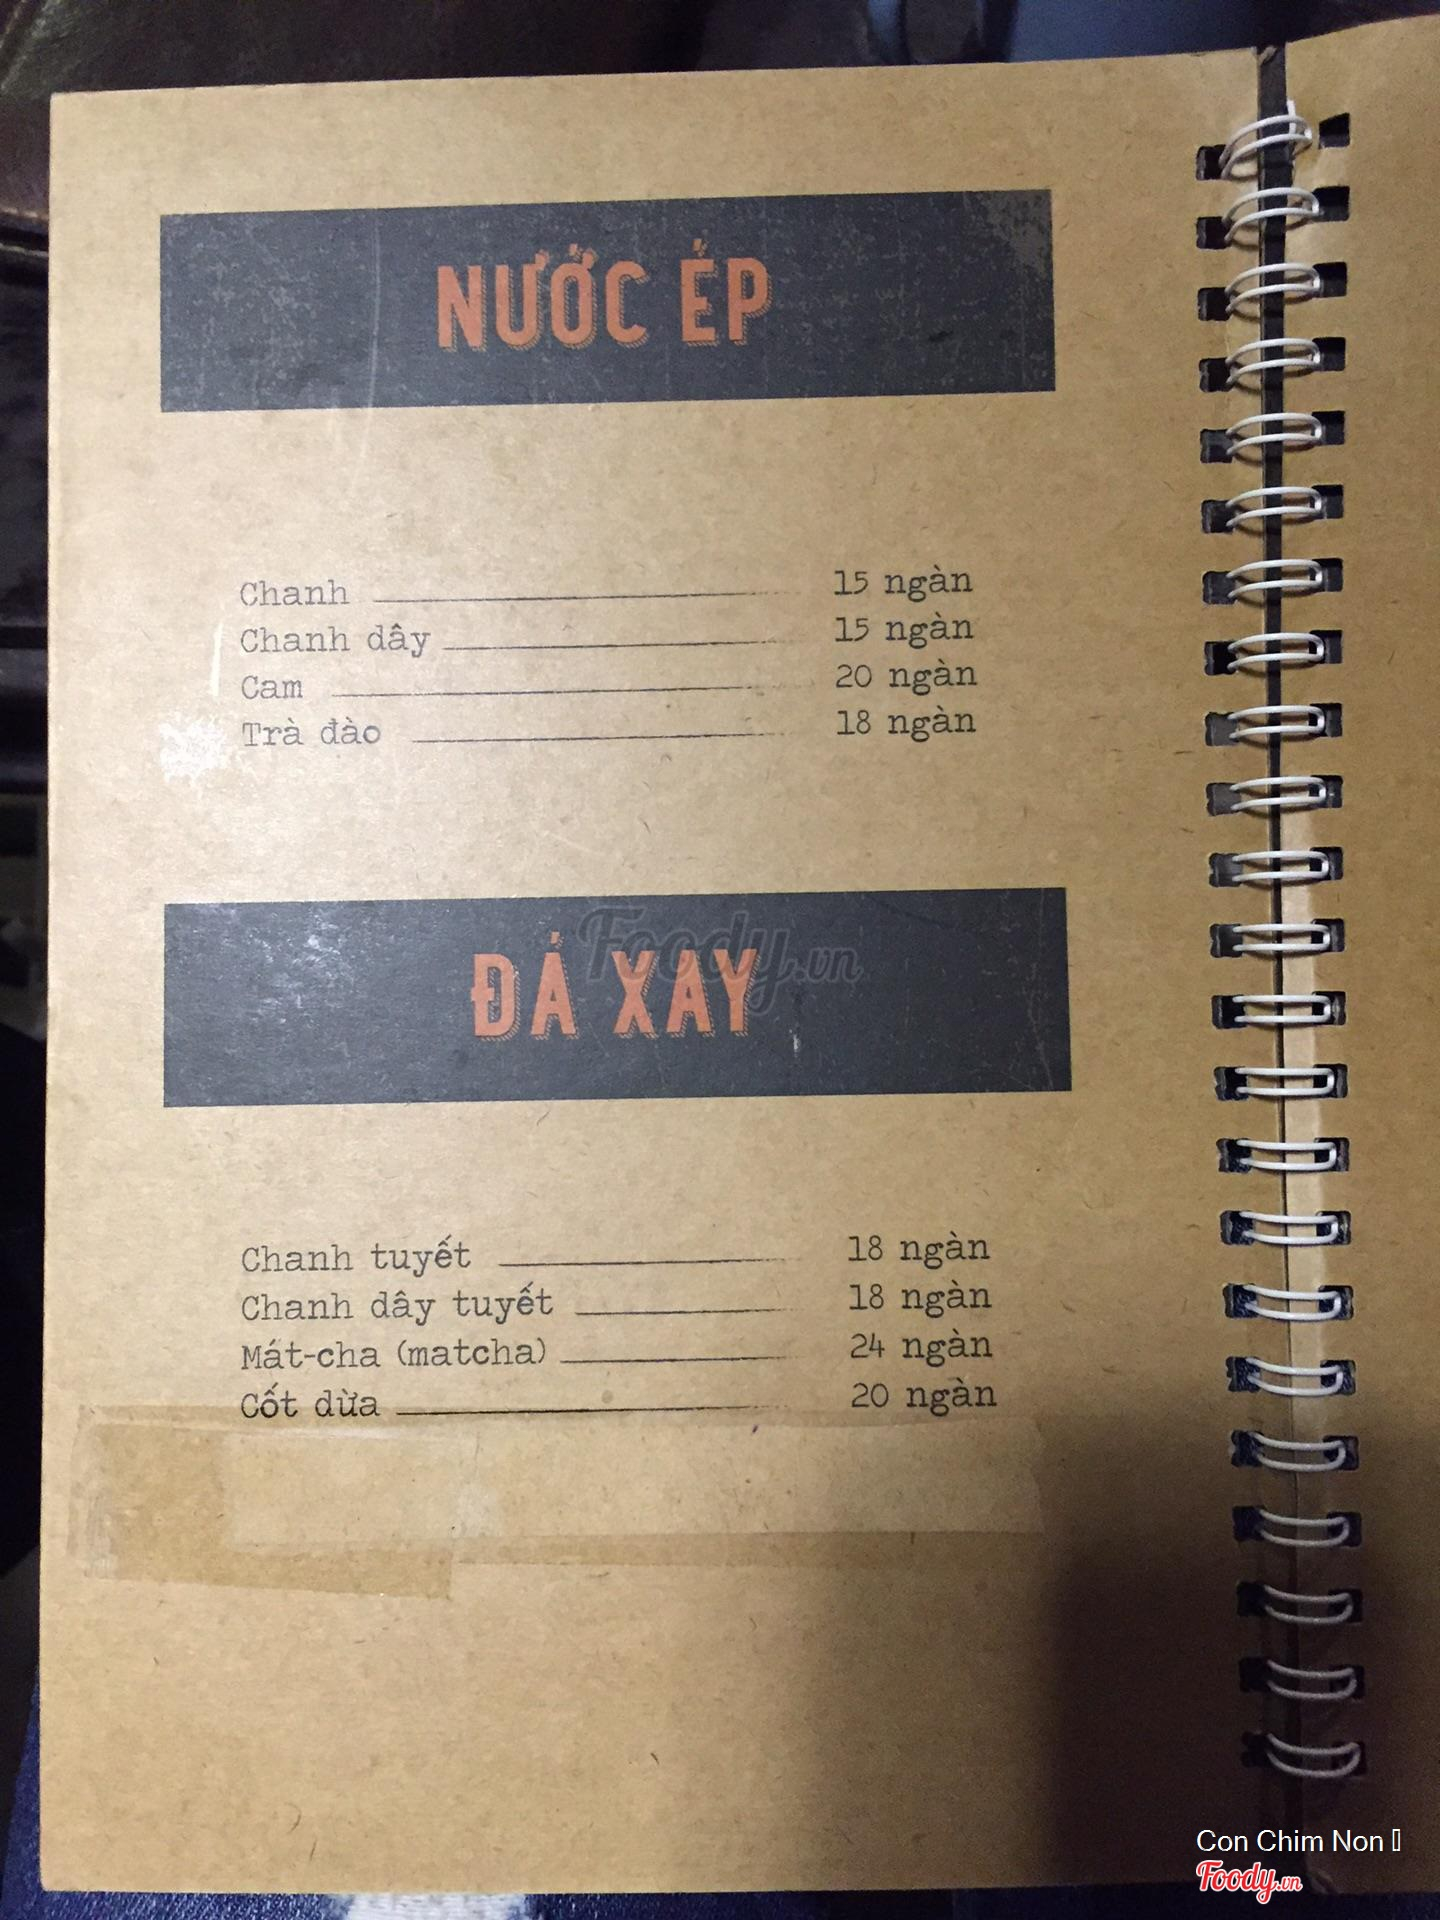 NƯỚC ÉP
Chanh 15 ngàn
Chanh dây 15 ngàn
Cam 20 ngàn
Trà đào 18 ngàn
Foody.vn
ĐÁ XAY
Chanh tuyết 18 ngàn
Chanh dây tuyết 18 ngàn
Mát-cha (matcha) 24 ngàn
Cốt dừa 20 ngàn
Con Chim Non
Foody.vn